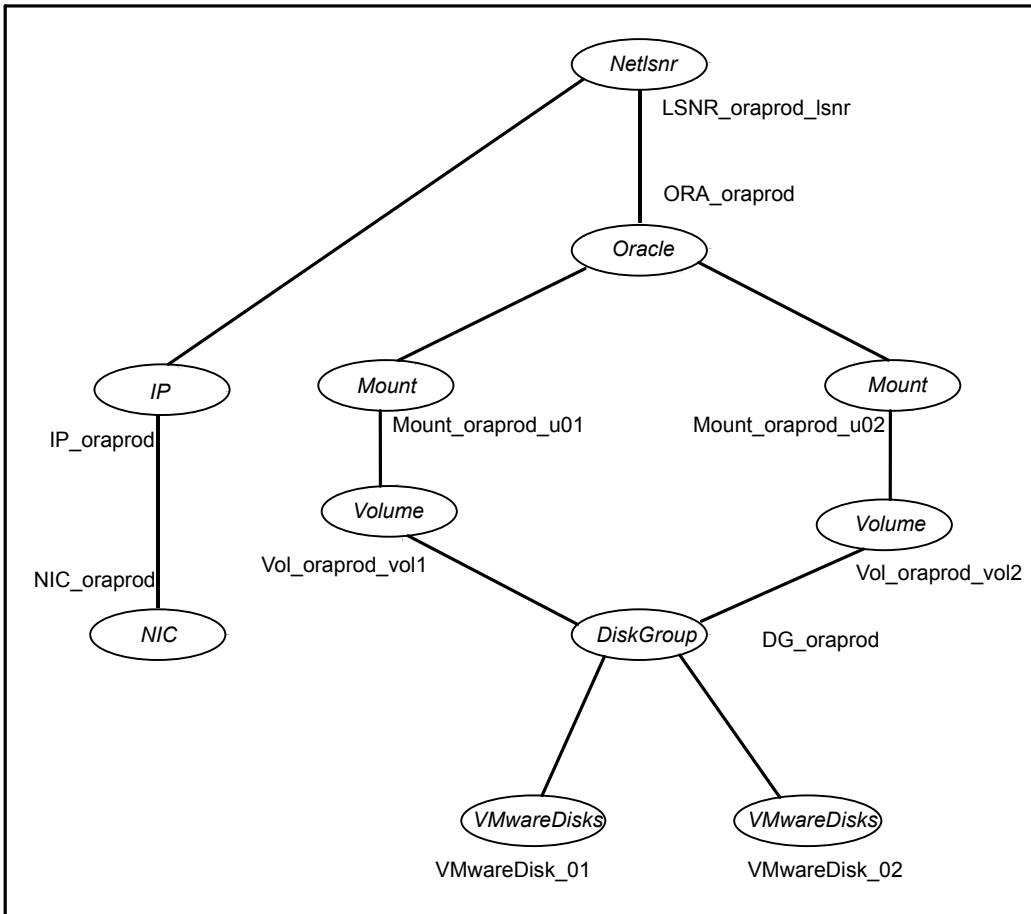 Netlsnr
LSNR_oraprod_lsnr
ORA_oraprod
Oracle
IP
Mount
Mount
IP_oraprod
Mount_oraprod_u01
Mount_oraprod_u02
Volume
Volume
Vol_oraprod_vol1
Vol_oraprod_vol2
NIC_oraprod
NIC
DiskGroup
DG_oraprod
VMwareDisks
VMwareDisks
VMwareDisk_01
VMwareDisk_02